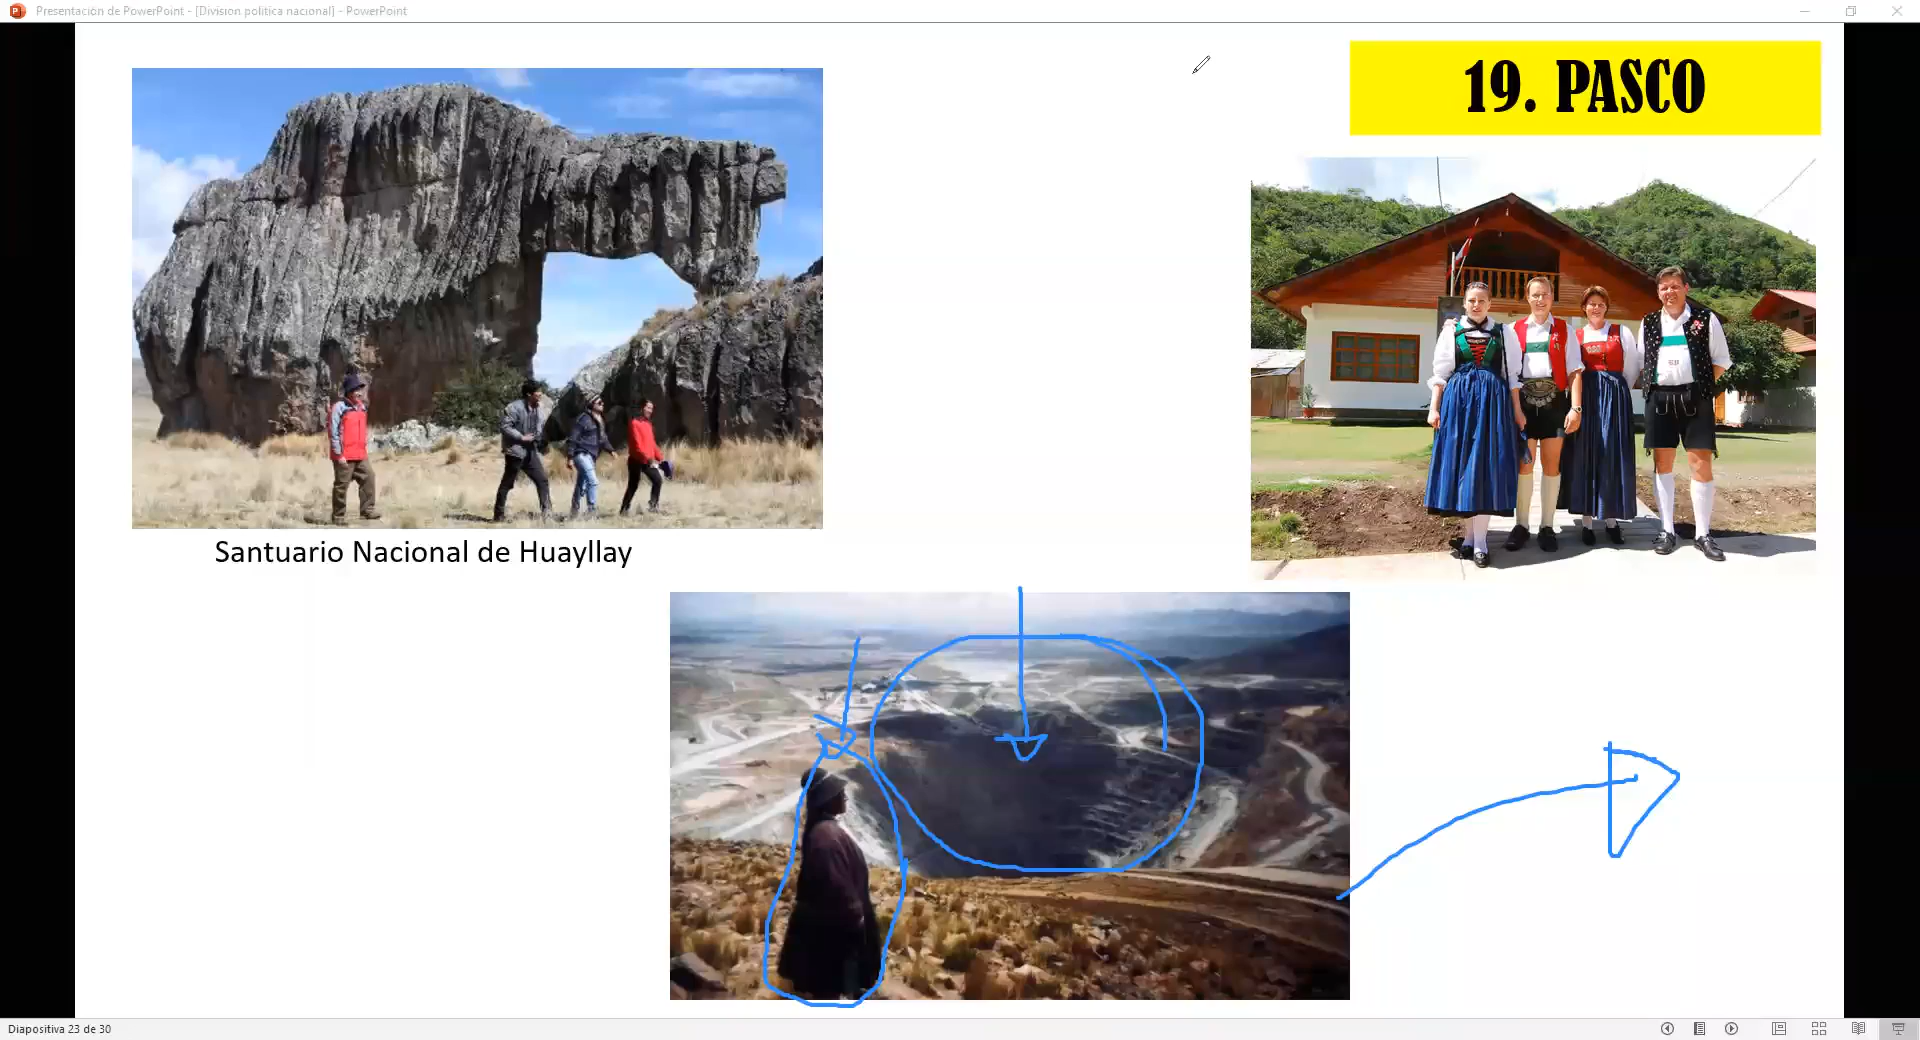 Presentación de PowerPoint - [Division politica nacional] - PowerPoint
19. PASCO
Santuario Nacional de Huayllay
Diapositiva 23 de 30